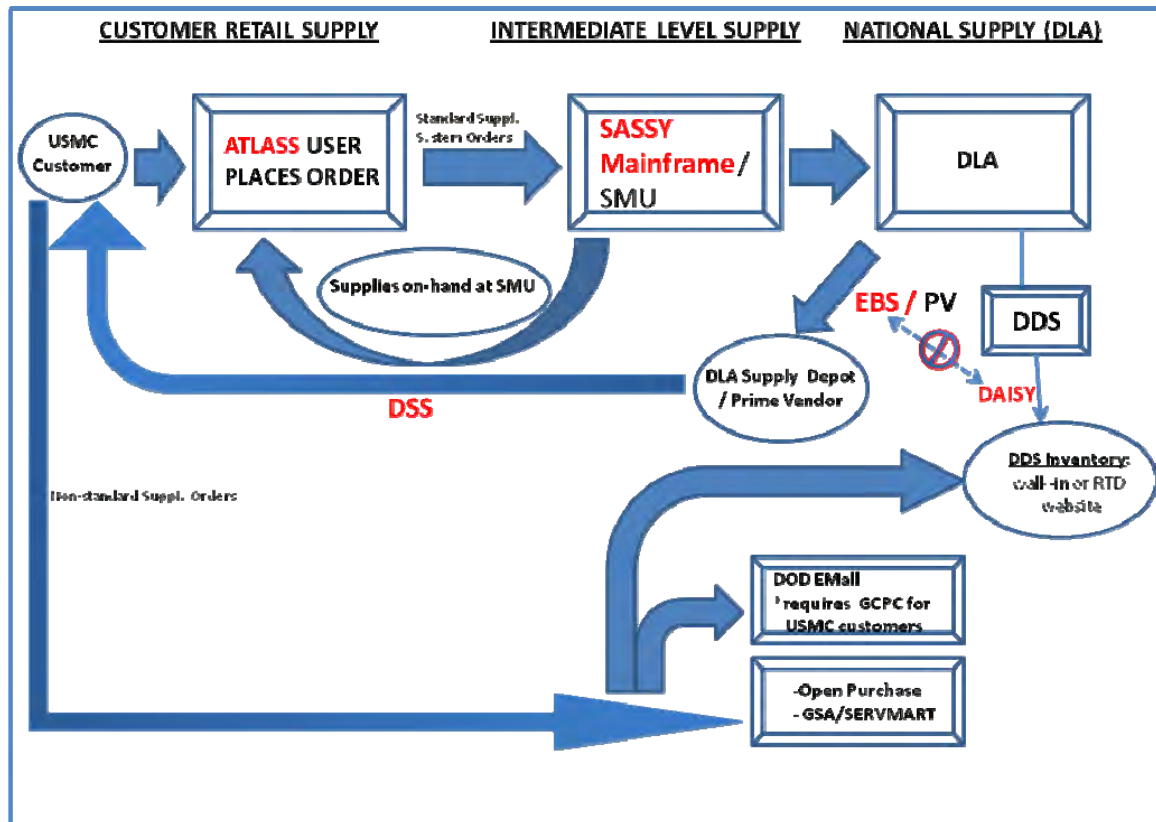 CUSTOMER RETAIL SUPPLY
INTERMEDIATE LEVEL SUPPLY
NATIONAL SUPPLY (DLA)
USMC
Customer
ATLASS USER
PLACES ORDER
Standard Suppl.
S. stem Orders
SASSY
Mainframe/
SMU
DLA
Supplies on-hand at SMU
EBS / PV
DDS
DLA Supply Depot
/ Prime Vendor
DAISY
DSS
DDS Inventory:
walk-in or RTD
website
Non-standard Suppl. Orders
DOD EMall
* requires GCPC for
USMC customers
-Open Purchase
- GSA/SERVMART